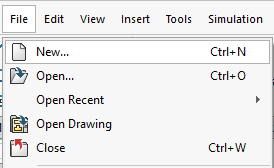 File Edit View Insert Tools Simulation
New... Ctrl+N
Open... Ctrl+O
Open Recent
Open Drawing
Close Ctrl+W